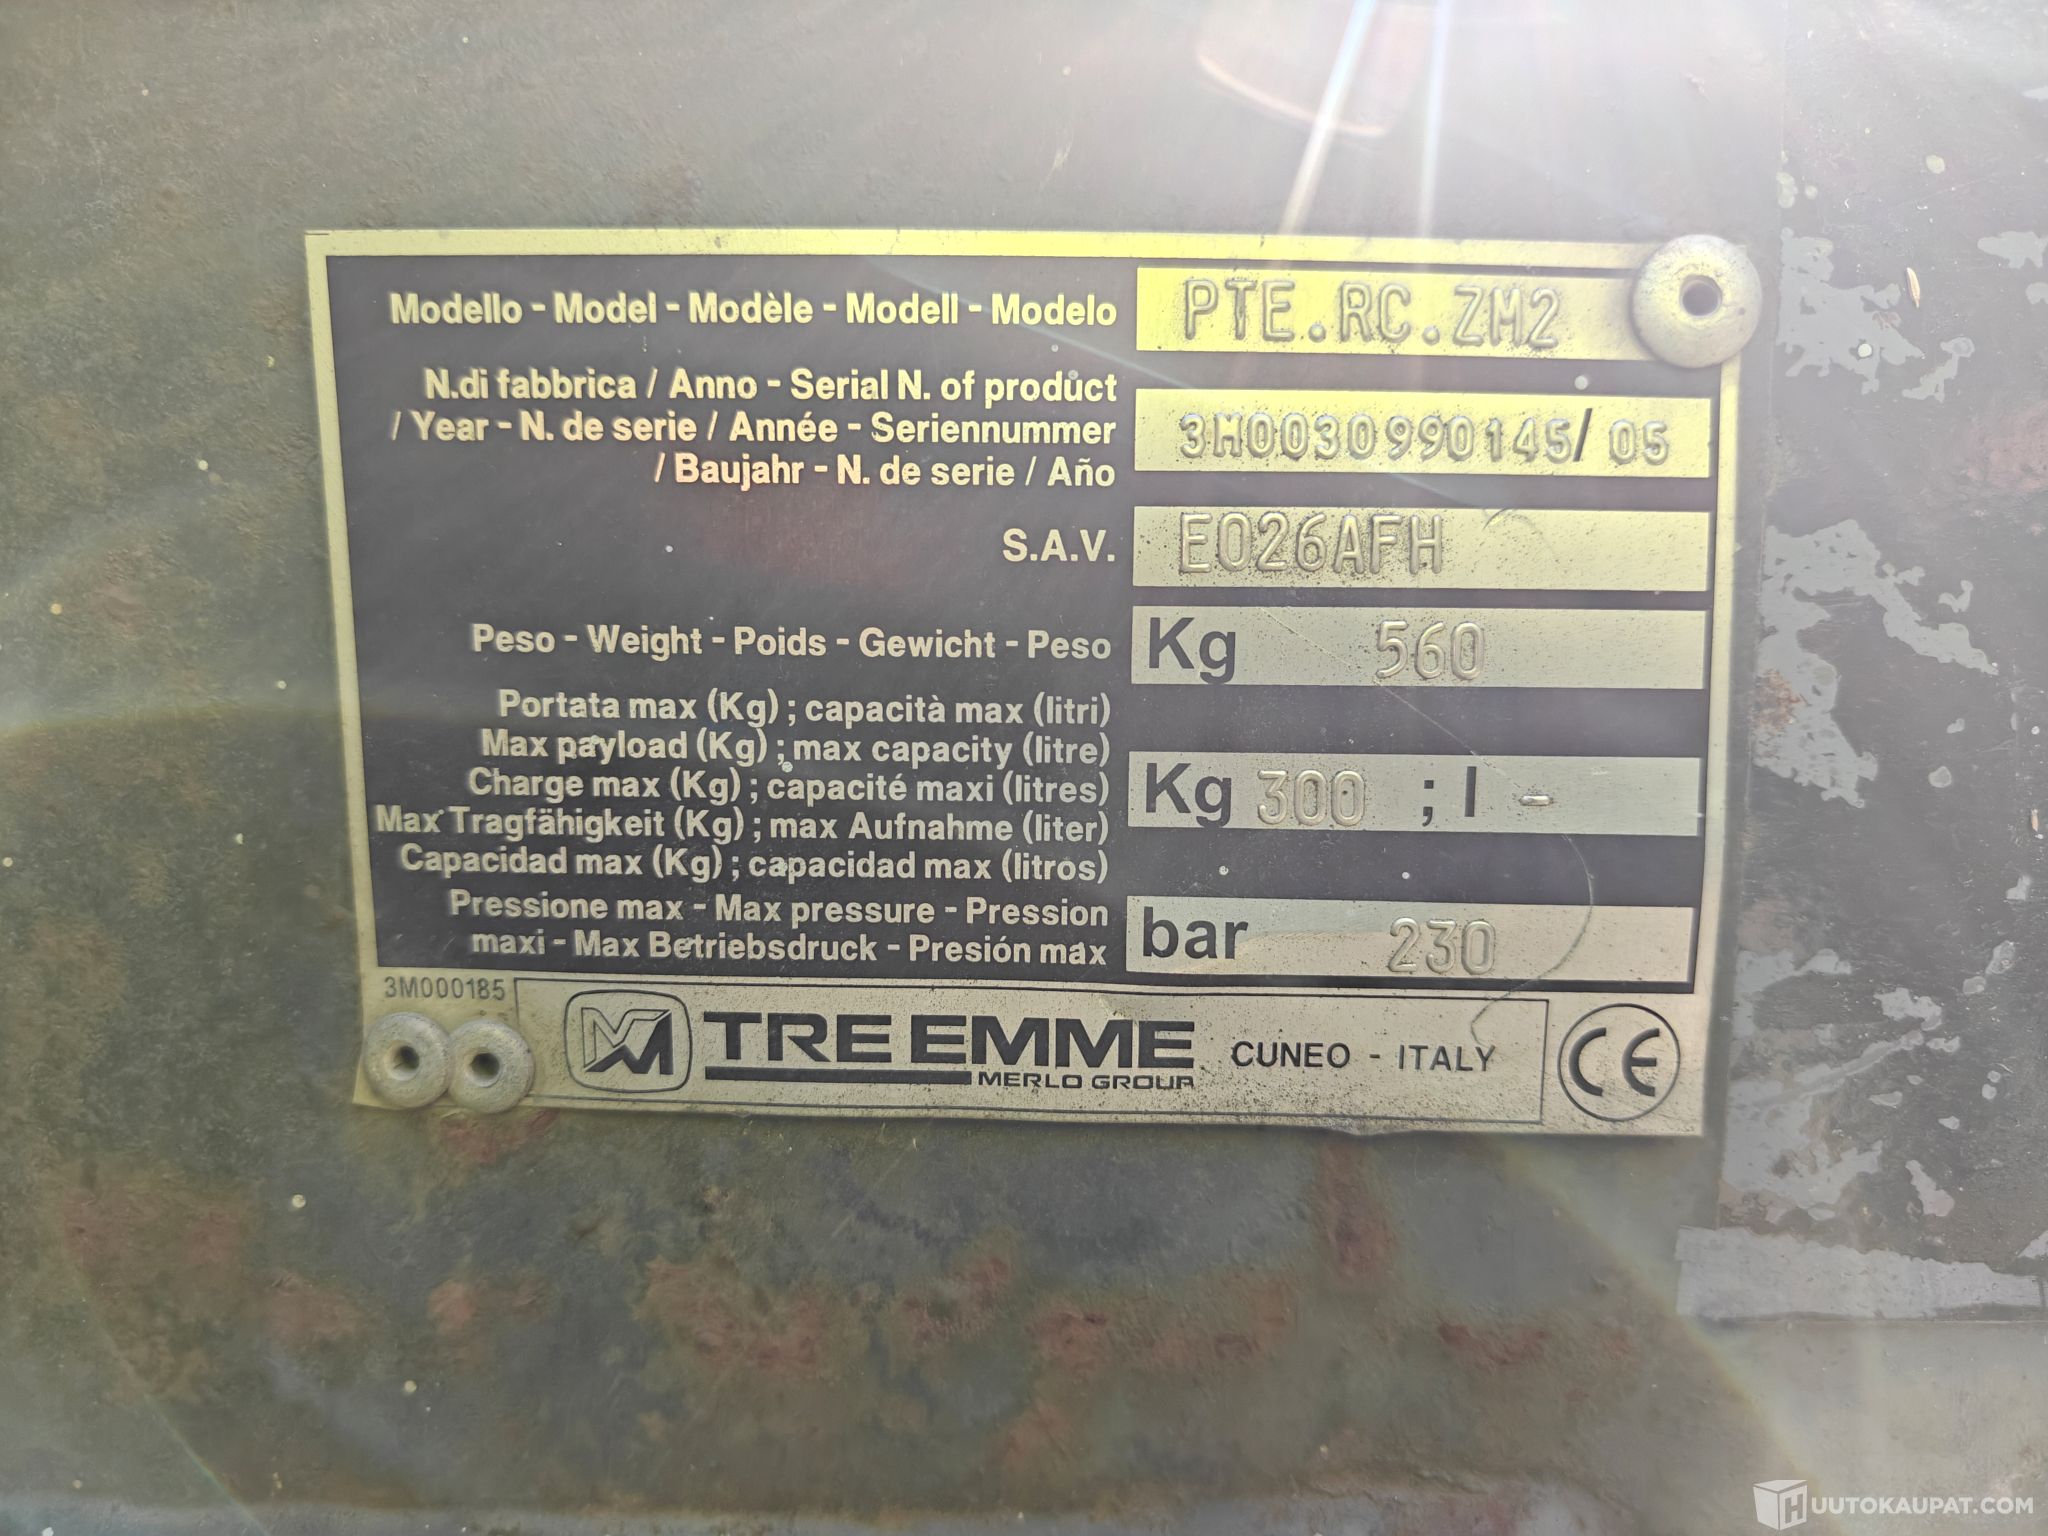 Modello - Model - Modèle - Modell - Modelo PTE.RC.ZM2
N.di fabbrica / Anno - Serial N. of product
/ Year - N. de serie / Année - Seriennummer 3M0030990145/ 05
/ Baujahr - N. de serie / Año
S.A.V. E026AFH
Peso - Weight - Poids - Gewicht - Peso Kg 560
Portata max (Kg) ; capacità max (litri)
Max payload (Kg) ; max capacity (litre)
Charge max (Kg) ; capacité maxi (litres) Kg 300 ; l -
Max Tragfähigkeit (Kg) ; max Aufnahme (liter)
Capacidad max (Kg) ; capacidad max (litros)
Pressione max - Max pressure - Pression
maxi - Max Betriebsdruck - Presión max bar 230
3M000185
TRE EMME CUNEO - ITALY CE
MERLO GROUP
HUUTOKAUPAT.COM